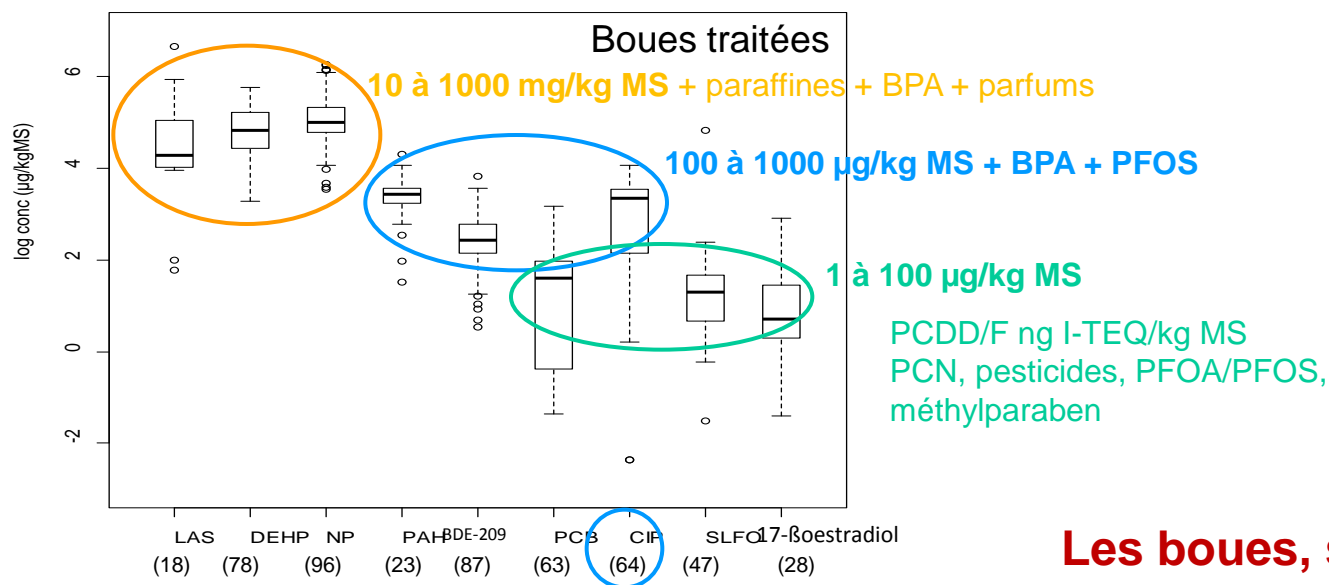 Boues traitées
10 à 1000 mg/kg MS + paraffines + BPA + parfums
100 à 1000 µg/kg MS + BPA + PFOS
1 à 100 µg/kg MS
PCDD/F ng I-TEQ/kg MS
PCN, pesticides, PFOA/PFOS,
méthylparaben
log conc (µg/kgMS)
6
4
2
0
-2
LAS DEHP NP PAH BDE-209 PCB CIP SLFO 17-ßoestradiol
(18) (78) (96) (23) (87) (63) (64) (47) (28)
Les boues, s